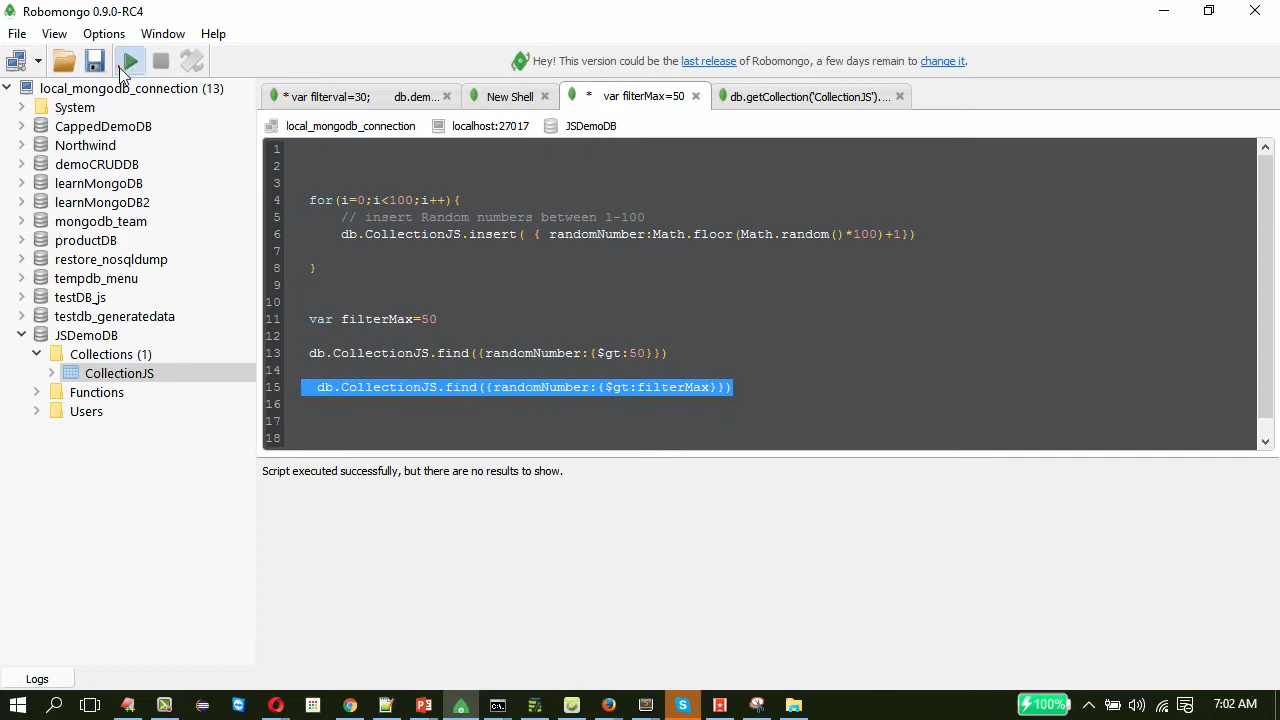 Robomongo 0.9.0-RC4
File View Options Window Help
Hey! This version could be the last release of Robomongo, a few days remain to change it.
local_mongodb_connection (13)
System
CappedDemoDB
Northwind
demoCRUDDB
learnMongoDB
learnMongoDB2
mongodb_team
productDB
restore_nosqldump
tempdb_menu
testDB_js
testdb_generatedata
JSDemoDB
Collections (1)
CollectionJS
Functions
Users
Logs
* var filterval=30; db.dem...
New Shell
* var filterMax=50
db.getCollection('CollectionJS')....
local_mongodb_connection localhost:27017 JSDemoDB
1
2
3
4 for(i=0;i<100;i++){
5 // insert Random numbers between 1-100
6 db.CollectionJS.insert( { randomNumber:Math.floor(Math.random()*100)+1})
7
8 }
9
10
11 var filterMax=50
12
13 db.CollectionJS.find({randomNumber:{$gt:50}})
14
15 db.CollectionJS.find({randomNumber:{$gt:filterMax}})
16
17
18
Script executed successfully, but there are no results to show.
100%
7:02 AM